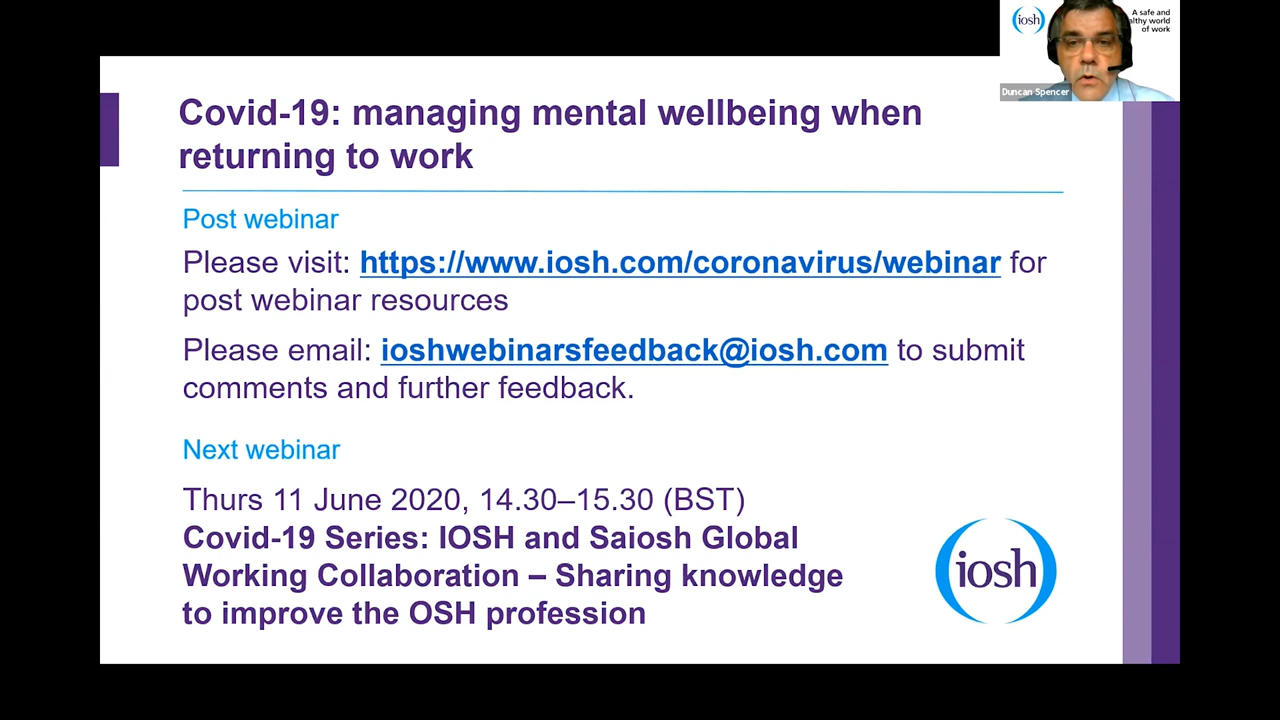 iosh
A safe and
althy world
of work
Duncan Spencer
Covid-19: managing mental wellbeing when
returning to work
Post webinar
Please visit: https://www.iosh.com/coronavirus/webinar for
post webinar resources
Please email: ioshwebinarsfeedback@iosh.com to submit
comments and further feedback.
Next webinar
Thurs 11 June 2020, 14.30–15.30 (BST)
Covid-19 Series: IOSH and Saiosh Global
Working Collaboration – Sharing knowledge
to improve the OSH profession
iosh